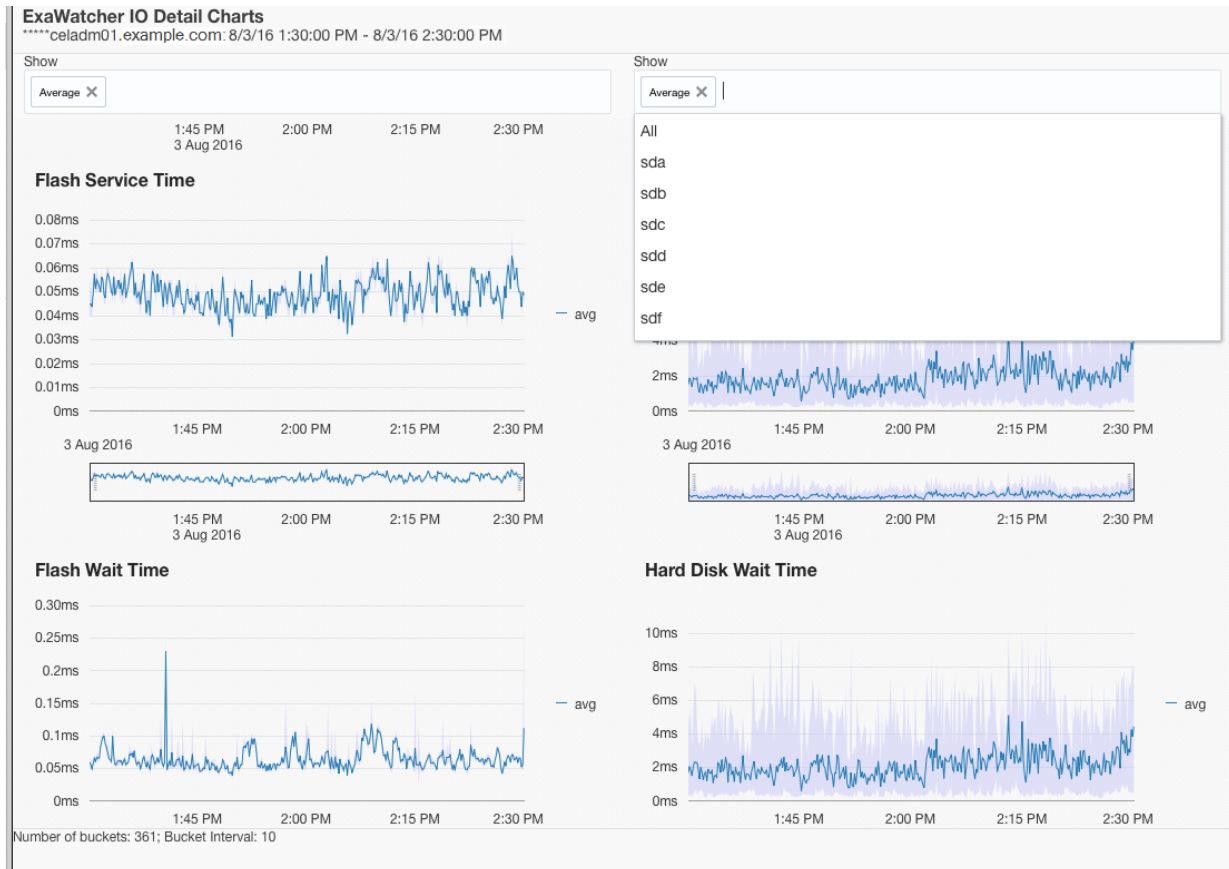 ExaWatcher IO Detail Charts
*****celadm01.example.com: 8/3/16 1:30:00 PM - 8/3/16 2:30:00 PM
Show
Average
1:45 PM 2:00 PM 2:15 PM 2:30 PM
3 Aug 2016
Flash Service Time
0.08ms
0.07ms
0.06ms
0.05ms
0.04ms
0.03ms
0.02ms
0.01ms
0ms
avg
1:45 PM 2:00 PM 2:15 PM 2:30 PM
3 Aug 2016
1:45 PM 2:00 PM 2:15 PM 2:30 PM
3 Aug 2016
Flash Wait Time
0.30ms
0.25ms
0.2ms
0.15ms
0.1ms
0.05ms
0ms
avg
1:45 PM 2:00 PM 2:15 PM 2:30 PM
Show
Average
All
sda
sdb
sdc
sdd
sde
sdf
4ms
2ms
0ms
1:45 PM 2:00 PM 2:15 PM 2:30 PM
3 Aug 2016
1:45 PM 2:00 PM 2:15 PM 2:30 PM
3 Aug 2016
Hard Disk Wait Time
10ms
8ms
6ms
4ms
2ms
0ms
avg
1:45 PM 2:00 PM 2:15 PM 2:30 PM
Number of buckets: 361; Bucket Interval: 10